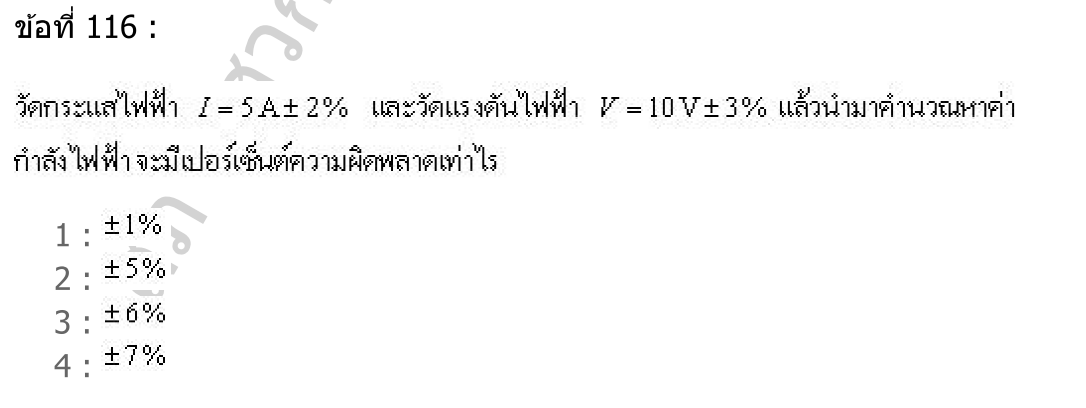 ข้อที่ 116 :
วัดกระแสไฟฟ้า I = 5 A ± 2% และวัดแรงดันไฟฟ้า V = 10 V ± 3% แล้วนำมาคำนวณหาค่า
กำลังไฟฟ้า จะมีเปอร์เซ็นต์ความผิดพลาดเท่าไร
1 : ±1%
2 : ±5%
3 : ±6%
4 : ±7%